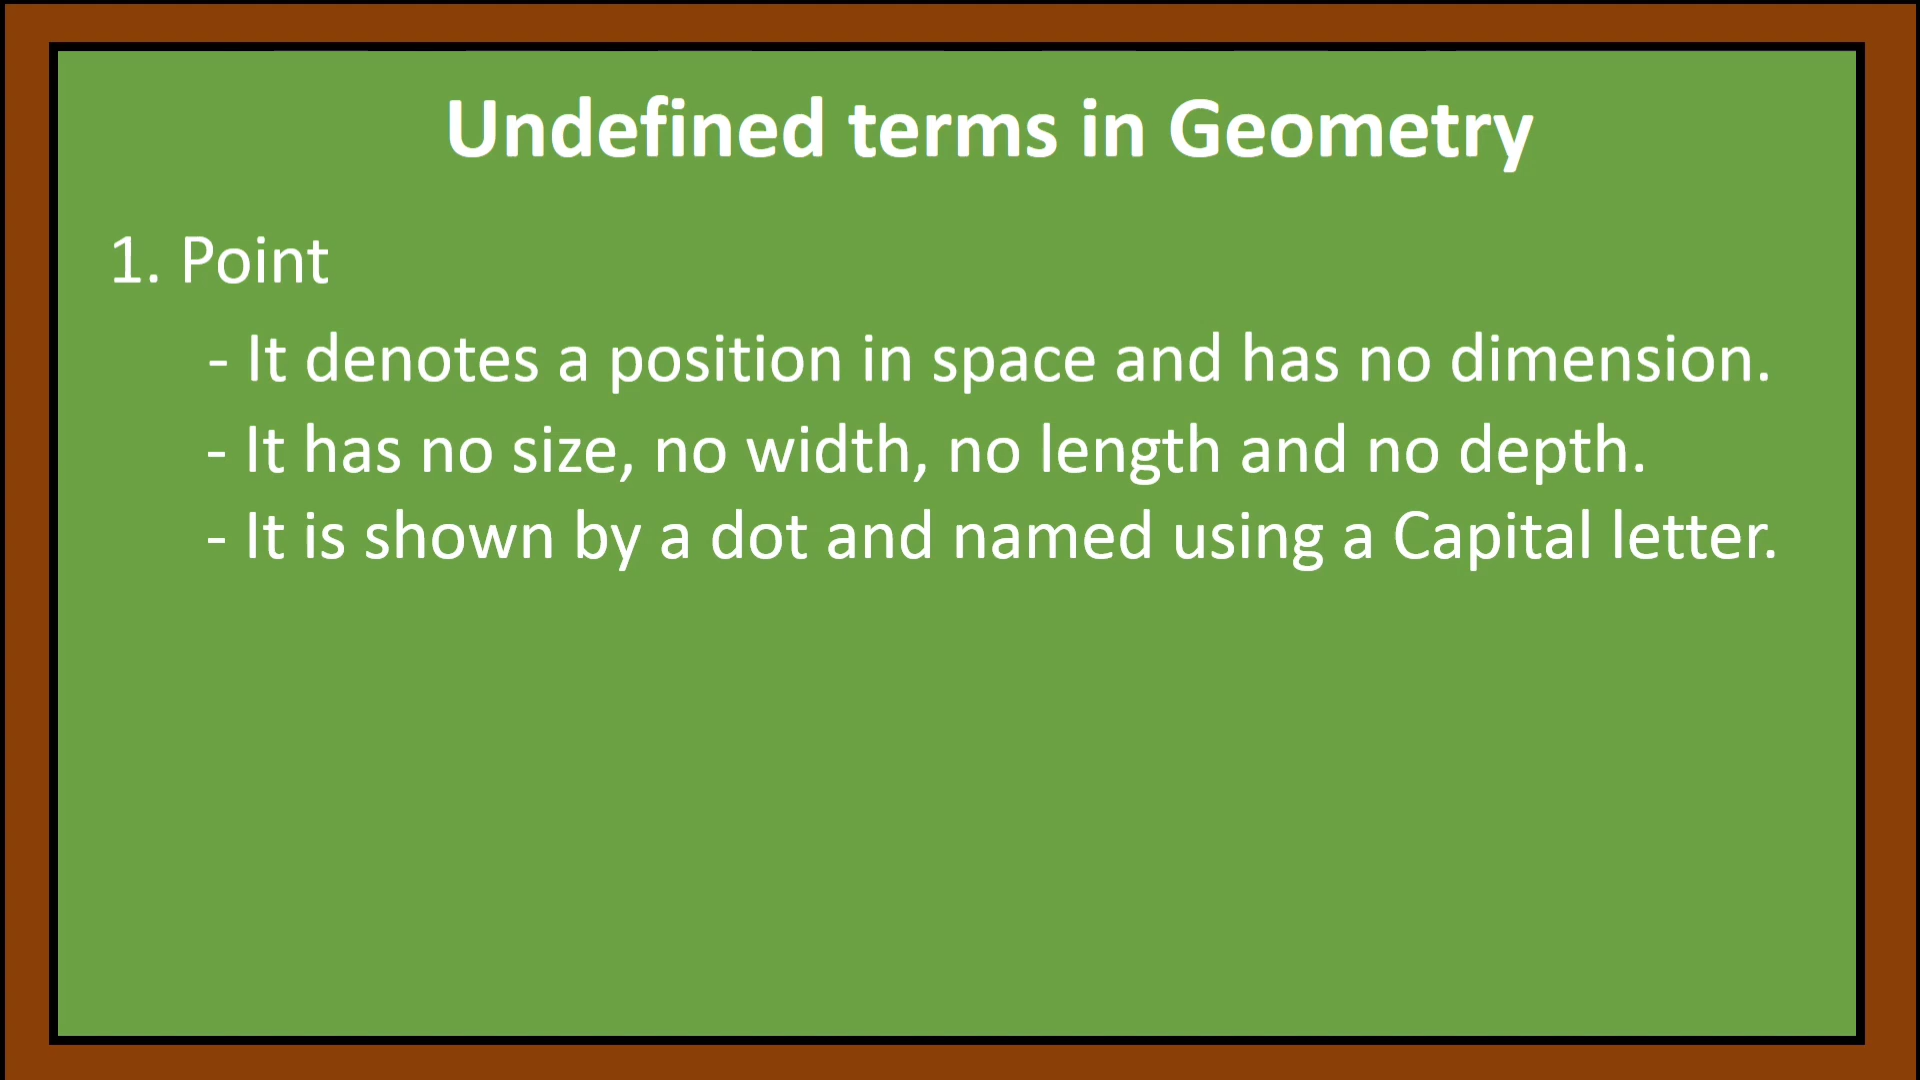 Undefined terms in Geometry
1. Point
- It denotes a position in space and has no dimension.
- It has no size, no width, no length and no depth.
- It is shown by a dot and named using a Capital letter.